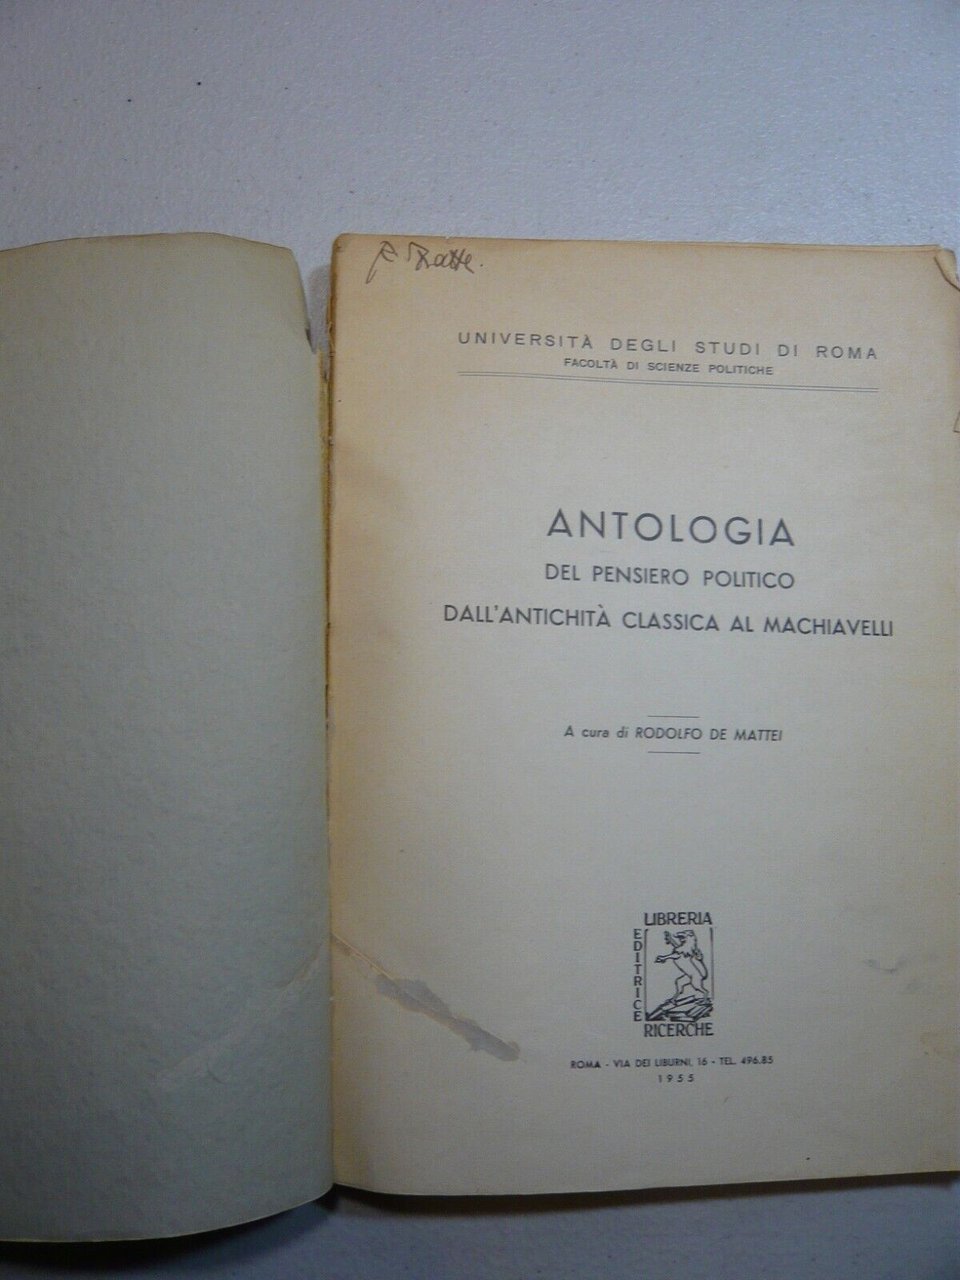 UNIVERSITÀ DEGLI STUDI DI ROMA
FACOLTÀ DI SCIENZE POLITICHE
ANTOLOGIA
DEL PENSIERO POLITICO
DALL'ANTICHITÀ CLASSICA AL MACHIAVELLI
A cura di RODOLFO DE MATTEI
LIBRERIA
EDITRICE
RICERCHE
ROMA - VIA DEI LIBURNI, 16 - TEL. 496.85
1955